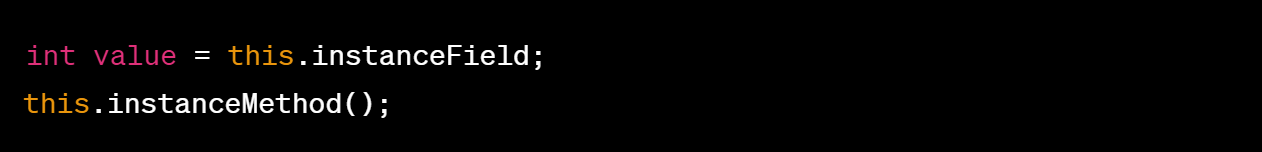 int value = this.instanceField;
this.instanceMethod();